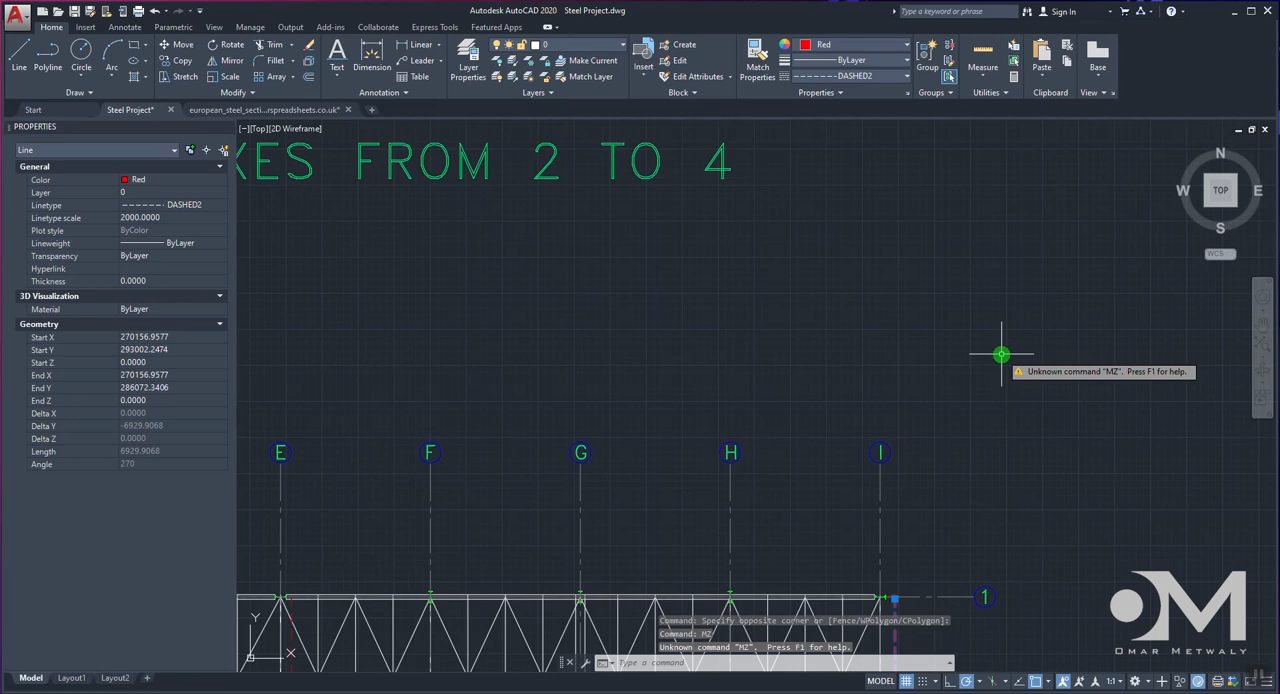 Autodesk AutoCAD 2020 Steel Project.dwg
Type a keyword or phrase
Sign In
Home Insert Annotate Parametric View Manage Output Add-ins Collaborate Express Tools Featured Apps
Line Polyline Circle Arc
Move Rotate Trim
Copy Mirror Fillet
Stretch Scale Array
Text Dimension
Linear
Leader
Table
Layer Properties
0
Make Current
Match Layer
Insert
Create
Edit
Edit Attributes
Match Properties
Red
ByLayer
DASHED2
Group
Measure
Paste
Base
Draw Modify Annotation Layers Block Properties Groups Utilities Clipboard View
Start Steel Project* european_steel_secti...rspreadsheets.co.uk*
PROPERTIES
[−][Top][2D Wireframe]
Line
General
Color Red
Layer 0
Linetype DASHED2
Linetype scale 2000.0000
Plot style ByColor
Lineweight ByLayer
Transparency ByLayer
Hyperlink
Thickness 0.0000
3D Visualization
Material ByLayer
Geometry
Start X 270156.9577
Start Y 293002.2474
Start Z 0.0000
End X 270156.9577
End Y 286072.3406
End Z 0.0000
Delta X 0.0000
Delta Y -6929.9068
Delta Z 0.0000
Length 6929.9068
Angle 270
XES FROM 2 TO 4
N
W TOP E
S
WCS
Unknown command "MZ". Press F1 for help.
E F G H I
1
Y
X
Command: Specify opposite corner or [Fence/WPolygon/CPolygon]:
Command: MZ
Unknown command "MZ". Press F1 for help.
Type a command
OM
OMAR METWALY
Model Layout1 Layout2
MODEL
1:1